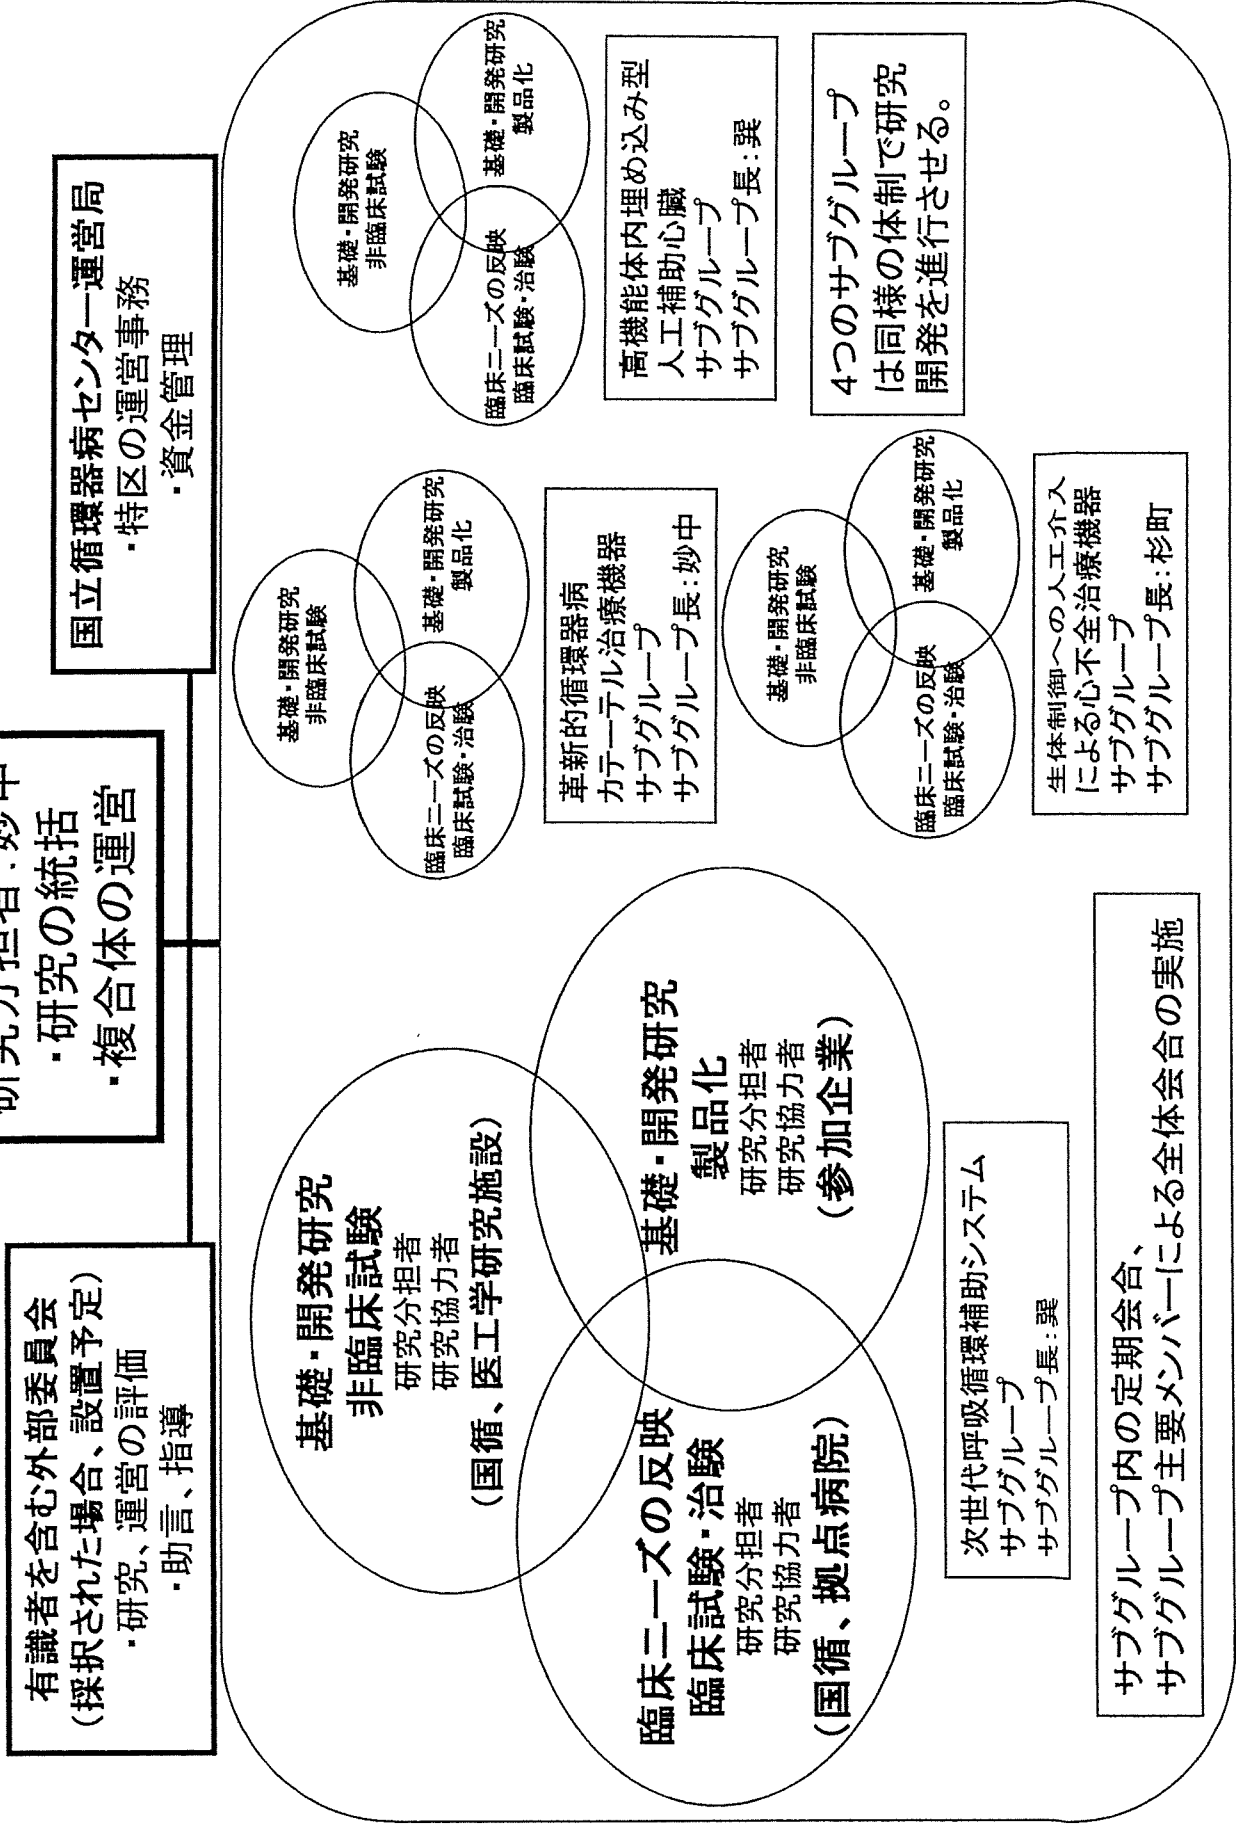 有識者を含む外部委員会
(採択された場合、設置予定)
・研究、運営の評価
・助言、指導
研究分担者:妙中
・研究の統括
・複合体の運営
国立循環器病センター運営局
・特区の運営事務
・資金管理
基礎・開発研究
非臨床試験
研究分担者
研究協力者
(国循、医工学研究施設)
臨床ニーズの反映
臨床試験・治験
研究分担者
研究協力者
(国循、拠点病院)
基礎・開発研究
製品化
研究分担者
研究協力者
(参加企業)
次世代呼吸循環補助システム
サブグループ
サブグループ長:巽
サブグループ内の定期会合、
サブグループ主要メンバーによる全体会合の実施
基礎・開発研究
非臨床試験
臨床ニーズの反映
臨床試験・治験
基礎・開発研究
製品化
革新的循環器病
カテーテル治療機器
サブグループ
サブグループ長:妙中
基礎・開発研究
非臨床試験
臨床ニーズの反映
臨床試験・治験
基礎・開発研究
製品化
生体制御への人工介入
による心不全治療機器
サブグループ
サブグループ長:杉町
基礎・開発研究
非臨床試験
臨床ニーズの反映
臨床試験・治験
基礎・開発研究
製品化
高機能体内埋め込み型
人工補助心臓
サブグループ
サブグループ長:巽
4つのサブグループ
は同様の体制で研究
開発を進行させる。